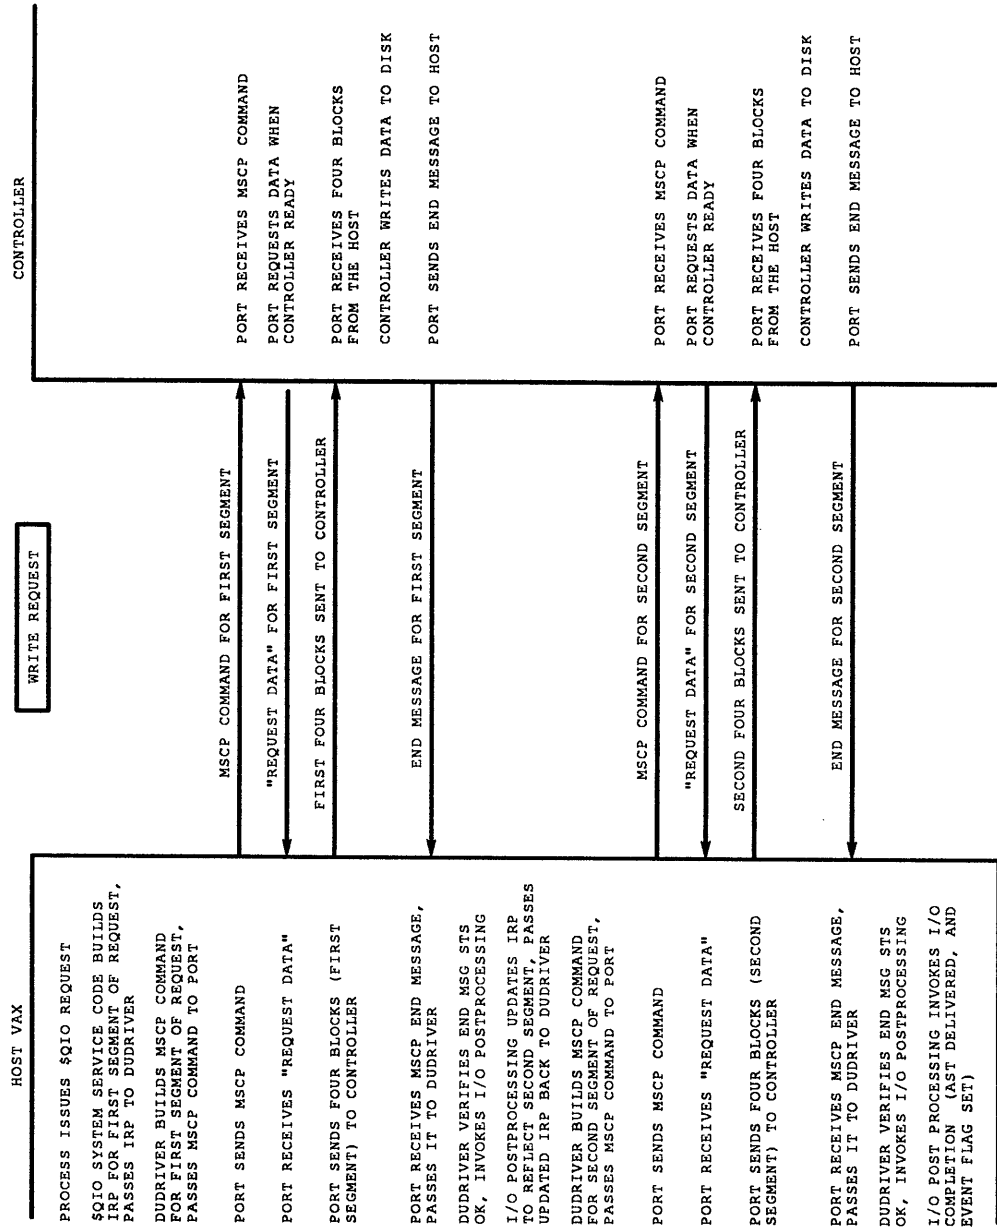 WRITE REQUEST
HOST VAX
PROCESS ISSUES $QIO REQUEST
$QIO SYSTEM SERVICE CODE BUILDS
IRP FOR FIRST SEGMENT OF REQUEST,
PASSES IRP TO DUDRIVER
DUDRIVER BUILDS MSCP COMMAND
FOR FIRST SEGMENT OF REQUEST,
PASSES MSCP COMMAND TO PORT
PORT SENDS MSCP COMMAND
PORT RECEIVES "REQUEST DATA"
PORT SENDS FOUR BLOCKS (FIRST
SEGMENT) TO CONTROLLER
PORT RECEIVES MSCP END MESSAGE,
PASSES IT TO DUDRIVER
DUDRIVER VERIFIES END MSG STS
OK, INVOKES I/O POSTPROCESSING
I/O POSTPROCESSING UPDATES IRP
TO REFLECT SECOND SEGMENT, PASSES
UPDATED IRP BACK TO DUDRIVER
DUDRIVER BUILDS MSCP COMMAND
FOR SECOND SEGMENT OF REQUEST,
PASSES MSCP COMMAND TO PORT
PORT SENDS MSCP COMMAND
PORT RECEIVES "REQUEST DATA"
PORT SENDS FOUR BLOCKS (SECOND
SEGMENT) TO CONTROLLER
PORT RECEIVES MSCP END MESSAGE,
PASSES IT TO DUDRIVER
DUDRIVER VERIFIES END MSG STS
OK, INVOKES I/O POSTPROCESSING
I/O POST PROCESSING INVOKES I/O
COMPLETION (AST DELIVERED, AND
EVENT FLAG SET)
MSCP COMMAND FOR FIRST SEGMENT
"REQUEST DATA" FOR FIRST SEGMENT
FIRST FOUR BLOCKS SENT TO CONTROLLER
END MESSAGE FOR FIRST SEGMENT
MSCP COMMAND FOR SECOND SEGMENT
"REQUEST DATA" FOR SECOND SEGMENT
SECOND FOUR BLOCKS SENT TO CONTROLLER
END MESSAGE FOR SECOND SEGMENT
CONTROLLER
PORT RECEIVES MSCP COMMAND
PORT REQUESTS DATA WHEN
CONTROLLER READY
PORT RECEIVES FOUR BLOCKS
FROM THE HOST
CONTROLLER WRITES DATA TO DISK
PORT SENDS END MESSAGE TO HOST
PORT RECEIVES MSCP COMMAND
PORT REQUESTS DATA WHEN
CONTROLLER READY
PORT RECEIVES FOUR BLOCKS
FROM THE HOST
CONTROLLER WRITES DATA TO DISK
PORT SENDS END MESSAGE TO HOST